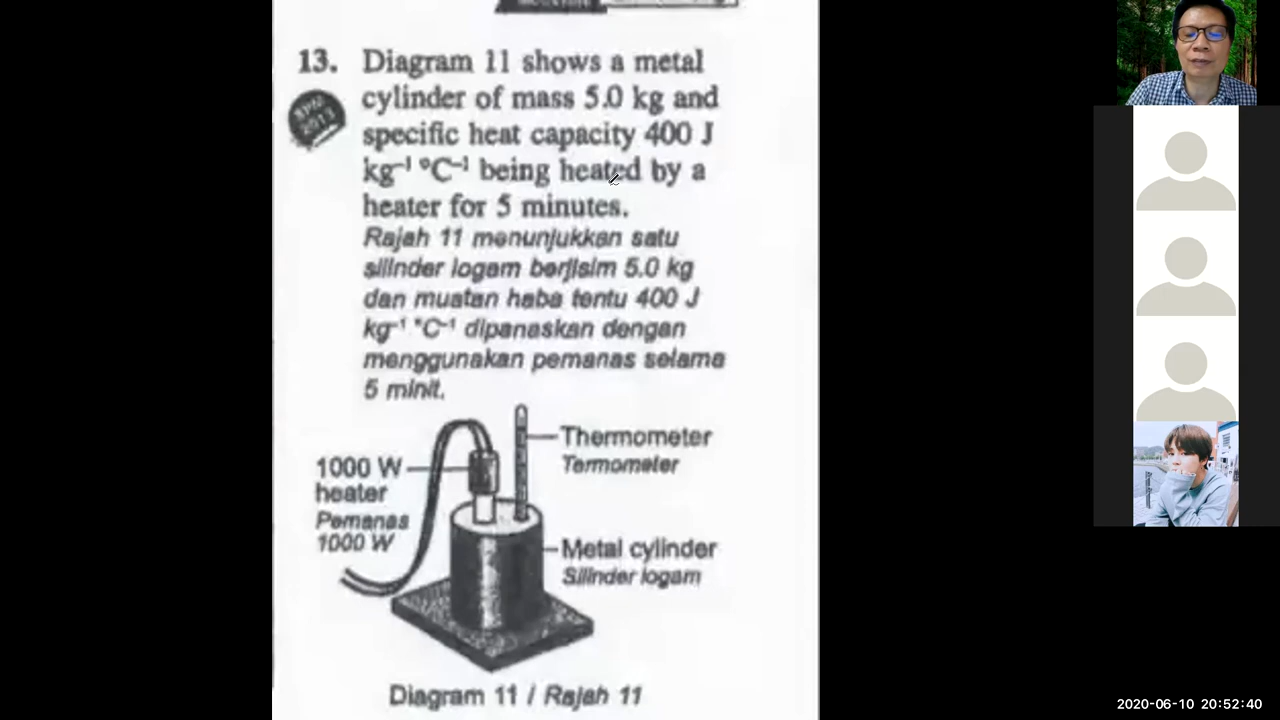 13. Diagram 11 shows a metal
cylinder of mass 5.0 kg and
specific heat capacity 400 J
kg⁻¹ °C⁻¹ being heated by a
heater for 5 minutes.
Rajah 11 menunjukkan satu
silinder logam berjisim 5.0 kg
dan muatan haba tentu 400 J
kg⁻¹ °C⁻¹ dipanaskan dengan
menggunakan pemanas selama
5 minit.
Thermometer
Termometer
1000 W
heater
Pemanas
1000 W
Metal cylinder
Silinder logam
Diagram 11 / Rajah 11
2020-06-10 20:52:40